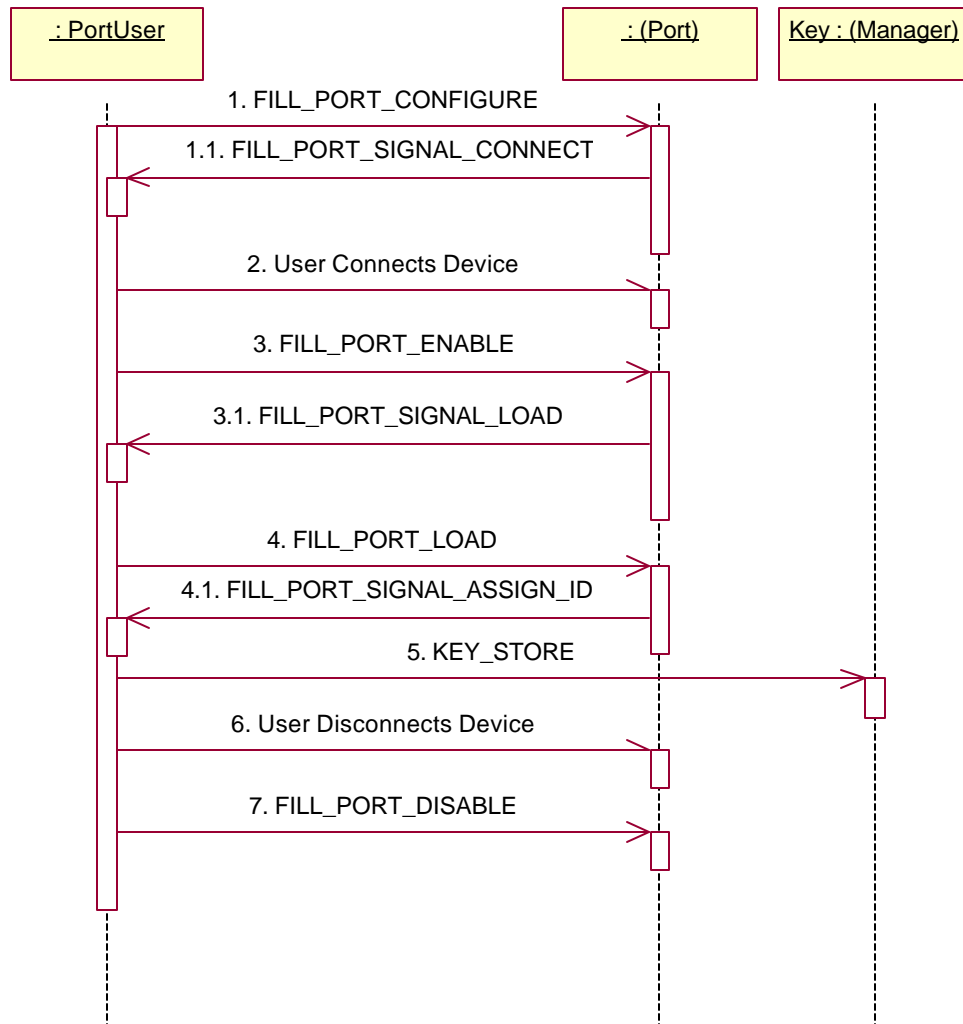 : PortUser
: (Port)
Key : (Manager)
1. FILL_PORT_CONFIGURE
1.1. FILL_PORT_SIGNAL_CONNECT
2. User Connects Device
3. FILL_PORT_ENABLE
3.1. FILL_PORT_SIGNAL_LOAD
4. FILL_PORT_LOAD
4.1. FILL_PORT_SIGNAL_ASSIGN_ID
5. KEY_STORE
6. User Disconnects Device
7. FILL_PORT_DISABLE